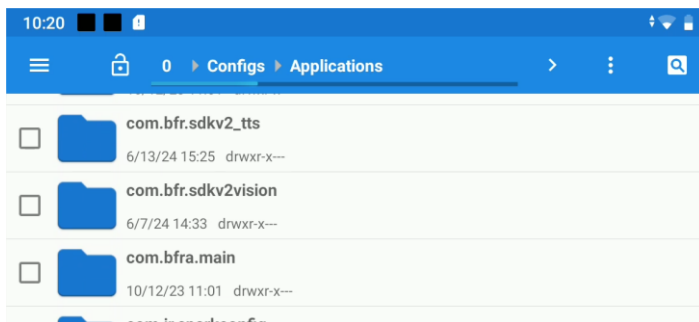 10:20
0 Configs Applications
com.bfr.sdkv2_tts
6/13/24 15:25 drwxr-x---
com.bfr.sdkv2vision
6/7/24 14:33 drwxr-x---
com.bfra.main
10/12/23 11:01 drwxr-x---